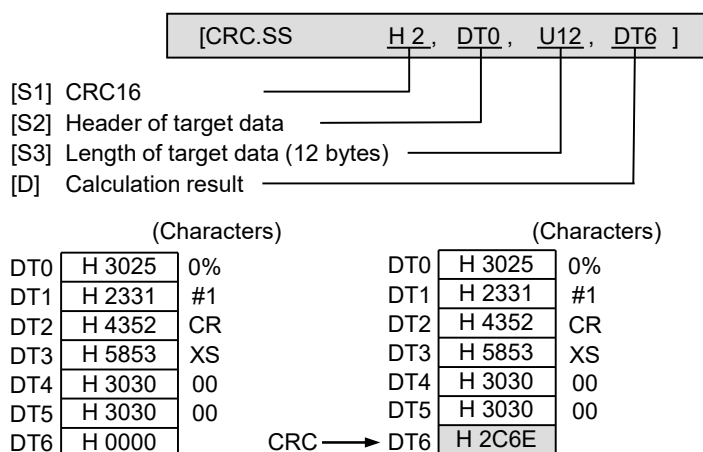 [CRC.SS H 2 , DT0 , U12 , DT6 ]
[S1] CRC16
[S2] Header of target data
[S3] Length of target data (12 bytes)
[D] Calculation result
(Characters) (Characters)
DT0 H 3025 0% DT0 H 3025 0%
DT1 H 2331 #1 DT1 H 2331 #1
DT2 H 4352 CR DT2 H 4352 CR
DT3 H 5853 XS DT3 H 5853 XS
DT4 H 3030 00 DT4 H 3030 00
DT5 H 3030 00 DT5 H 3030 00
DT6 H 0000 CRC DT6 H 2C6E